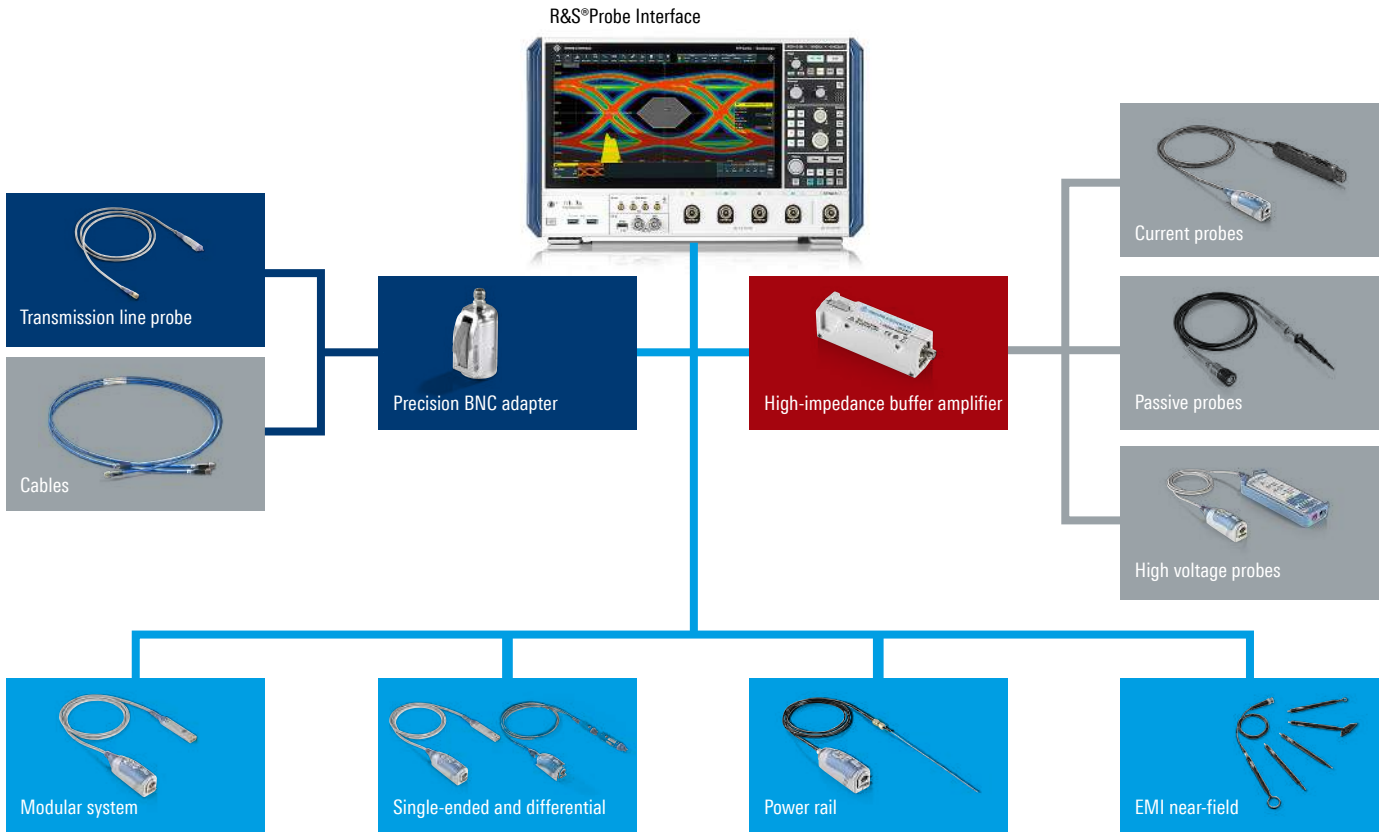 R&S®Probe Interface
Current probes
Transmission line probe
Precision BNC adapter
High-impedance buffer amplifier
Passive probes
Cables
High voltage probes
Modular system
Single-ended and differential
Power rail
EMI near-field